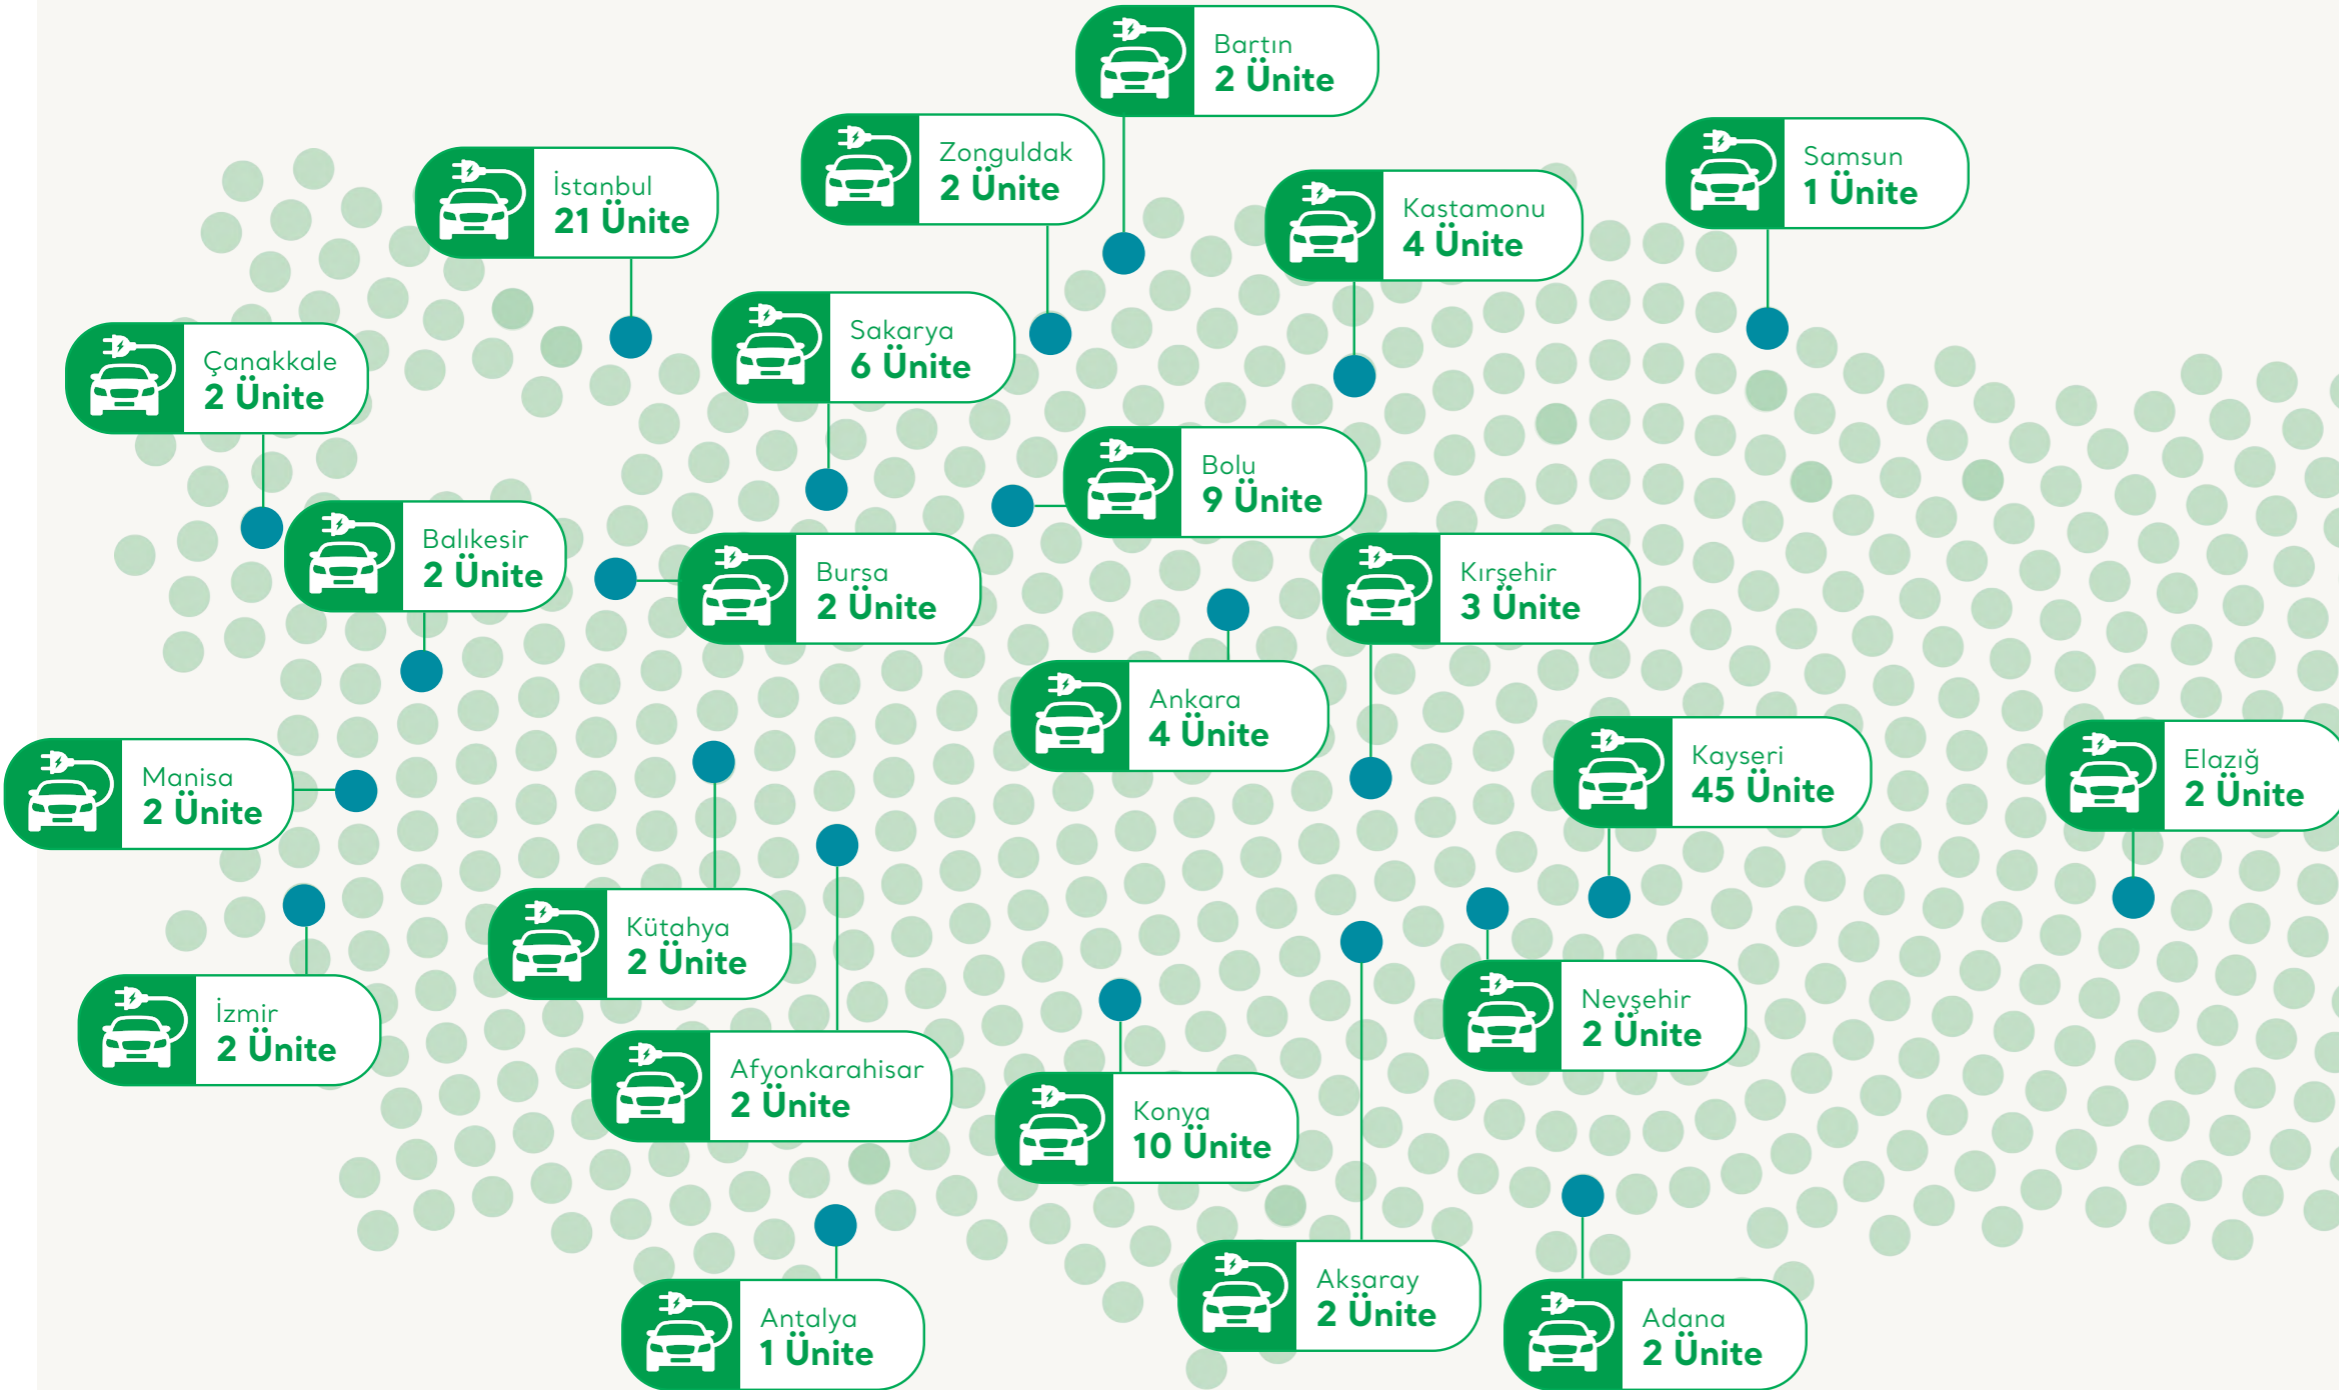 Bartın
2 Ünite
Zonguldak
2 Ünite
Samsun
1 Ünite
İstanbul
21 Ünite
Kastamonu
4 Ünite
Sakarya
6 Ünite
Çanakkale
2 Ünite
Bolu
9 Ünite
Balıkesir
2 Ünite
Bursa
2 Ünite
Kırşehir
3 Ünite
Ankara
4 Ünite
Kayseri
45 Ünite
Elazığ
2 Ünite
Manisa
2 Ünite
Kütahya
2 Ünite
Nevşehir
2 Ünite
İzmir
2 Ünite
Afyonkarahisar
2 Ünite
Konya
10 Ünite
Aksaray
2 Ünite
Antalya
1 Ünite
Adana
2 Ünite